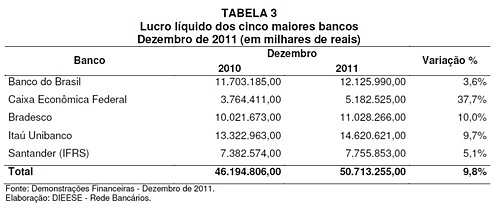 TABELA 3
Lucro líquido dos cinco maiores bancos
Dezembro de 2011 (em milhares de reais)
Banco Dezembro Variação %
2010 2011
Banco do Brasil 11.703.185,00 12.125.990,00 3,6%
Caixa Econômica Federal 3.764.411,00 5.182.525,00 37,7%
Bradesco 10.021.673,00 11.028.266,00 10,0%
Itaú Unibanco 13.322.963,00 14.620.621,00 9,7%
Santander (IFRS) 7.382.574,00 7.755.853,00 5,1%
Total 46.194.806,00 50.713.255,00 9,8%
Fonte: Demonstrações Financeiras - Dezembro de 2011.
Elaboração: DIEESE - Rede Bancários.